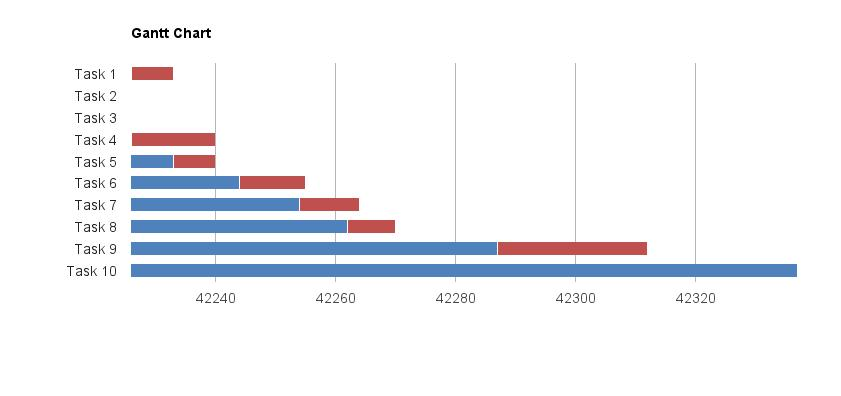 Gantt Chart
Task 1
Task 2
Task 3
Task 4
Task 5
Task 6
Task 7
Task 8
Task 9
Task 10
42240 42260 42280 42300 42320